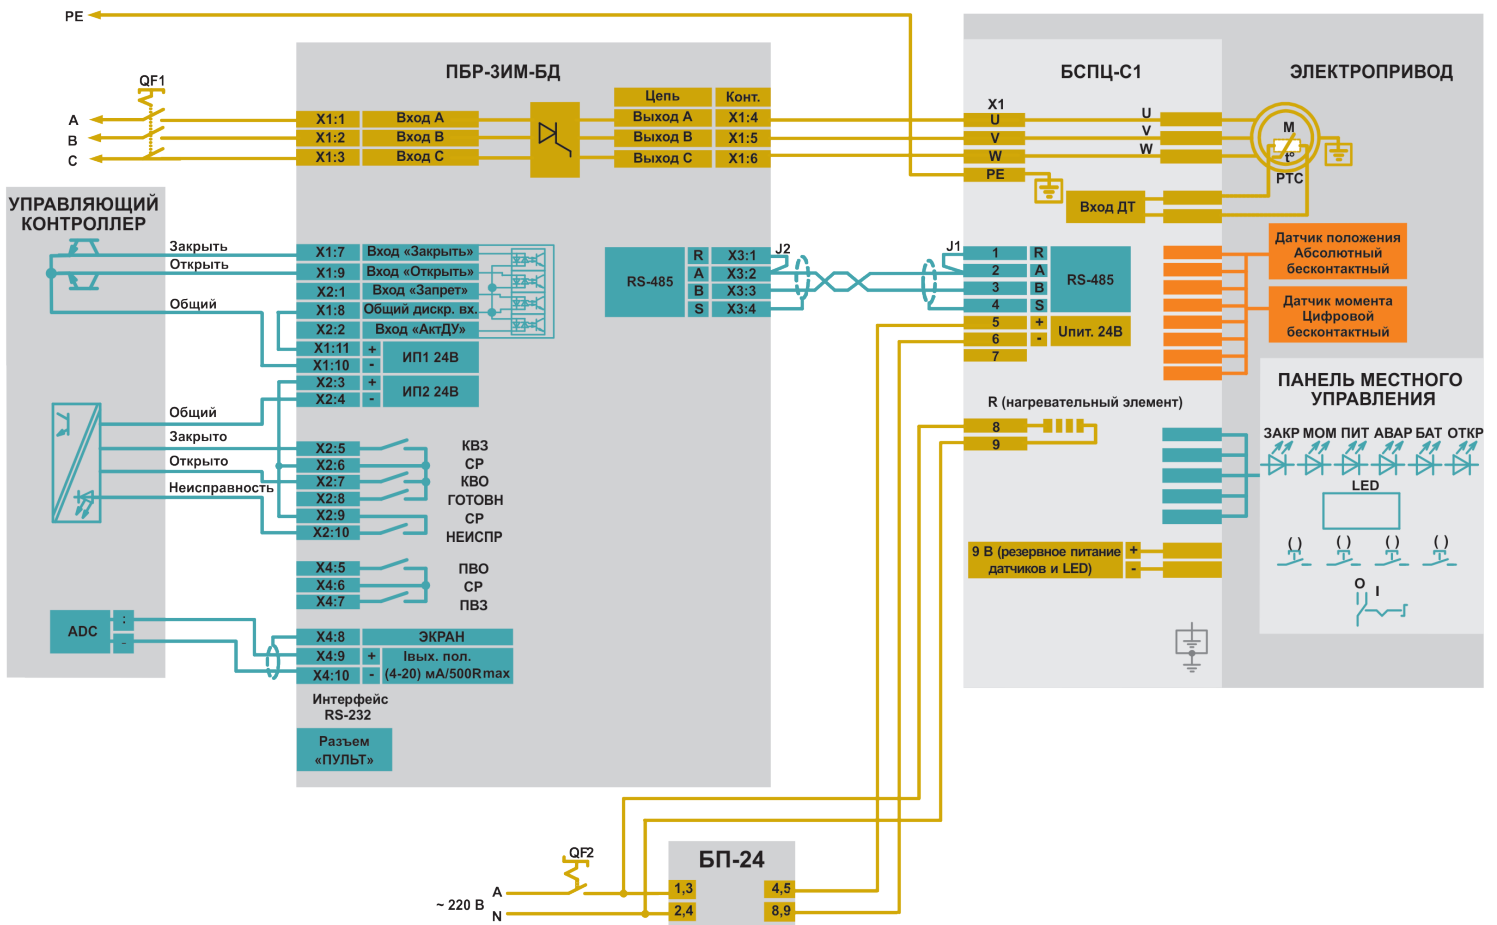 PE
QF1
A
B
C
ПБР-3ИМ-БД
X1:1 Вход A
X1:2 Вход B
X1:3 Вход C
Цепь Конт.
Выход A X1:4
Выход B X1:5
Выход C X1:6
БСПЦ-С1
X1
U
V
W
PE
U
V
W
Вход ДТ
ЭЛЕКТРОПРИВОД
M
t°
PTC
УПРАВЛЯЮЩИЙ
КОНТРОЛЛЕР
Закрыть
Открыть
Общий
X1:7 Вход «Закрыть»
X1:9 Вход «Открыть»
X2:1 Вход «Запрет»
X1:8 Общий дискр. вх.
X2:2 Вход «АктДУ»
X1:11 +
X1:10 -
ИП1 24В
X2:3 +
X2:4 -
ИП2 24В
RS-485
R X3:1
A X3:2
B X3:3
S X3:4
J2
J1
1 R
2 A
3 B
4 S
RS-485
5 +
6 -
7
Uпит. 24В
Датчик положения
Абсолютный
бесконтактный
Датчик момента
Цифровой
бесконтактный
Общий
Закрыто
Открыто
Неисправность
X2:5 КВЗ
X2:6 СР
X2:7 КВО
X2:8 ГОТОВН
X2:9 СР
X2:10 НЕИСПР
X4:5 ПВО
X4:6 СР
X4:7 ПВЗ
R (нагревательный элемент)
8
9
ПАНЕЛЬ МЕСТНОГО
УПРАВЛЕНИЯ
ЗАКР МОМ ПИТ АВАР БАТ ОТКР
LED
( ) ( ) ( ) ( )
O I
9 В (резервное питание
датчиков и LED)
+
-
ADC
:
-
X4:8 ЭКРАН
X4:9 +
X4:10 -
Iвых. пол.
(4-20) мА/500Rmax
Интерфейс
RS-232
Разъем
«ПУЛЬТ»
QF2
A
~ 220 В
N
БП-24
1,3 4,5
2,4 8,9